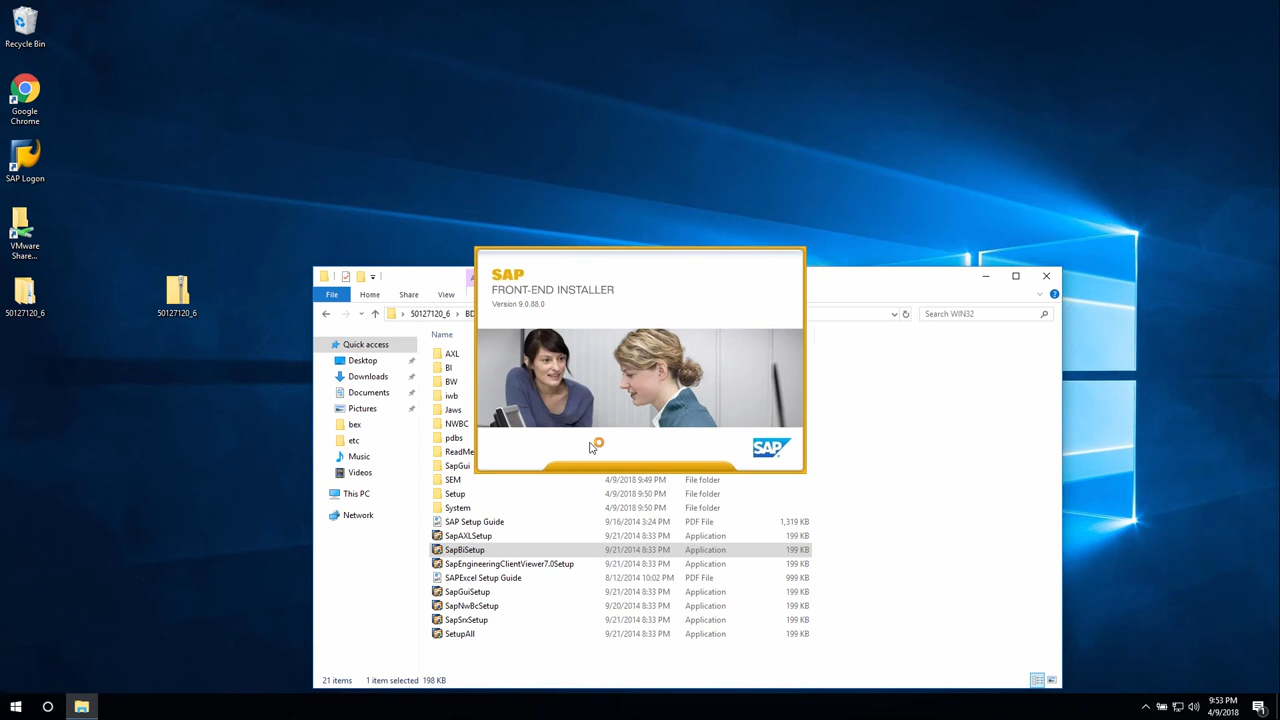 Recycle Bin
Google
Chrome
SAP Logon
VMware
Share...
50127120_6
50127120_6
SAP
FRONT-END INSTALLER
Version 9.0.88.0
SAP
File
Home
Share
View
50127120_6
Search WIN32
Quick access
Desktop
Downloads
Documents
Pictures
bex
etc
Music
Videos
This PC
Network
Name
AXL
BI
BW
iwb
Jaws
NWBC
pdbs
SapGui
SEM 4/9/2018 9:49 PM File folder
Setup 4/9/2018 9:50 PM File folder
System 4/9/2018 9:50 PM File folder
SAP Setup Guide 9/16/2014 3:24 PM PDF File 1,319 KB
SapAXLSetup 9/21/2014 8:33 PM Application 199 KB
SapBiSetup 9/21/2014 8:33 PM Application 199 KB
SapEngineeringClientViewer7.0Setup 9/21/2014 8:33 PM Application 199 KB
SAPExcel Setup Guide 8/12/2014 10:02 PM PDF File 999 KB
SapGuiSetup 9/21/2014 8:33 PM Application 199 KB
SapNwBcSetup 9/20/2014 8:33 PM Application 199 KB
SapSrxSetup 9/21/2014 8:33 PM Application 199 KB
SetupAll 9/21/2014 8:33 PM Application 199 KB
21 items 1 item selected 198 KB
9:53 PM
4/9/2018